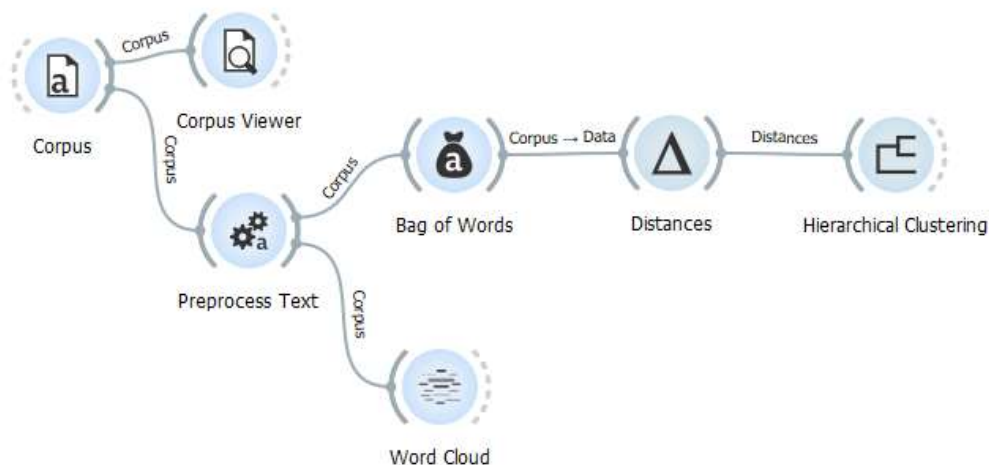 Corpus
Corpus Viewer
Corpus
Corpus
Corpus
Bag of Words
Corpus → Data
Distances
Distances
Hierarchical Clustering
Preprocess Text
Corpus
Word Cloud
a
a
a